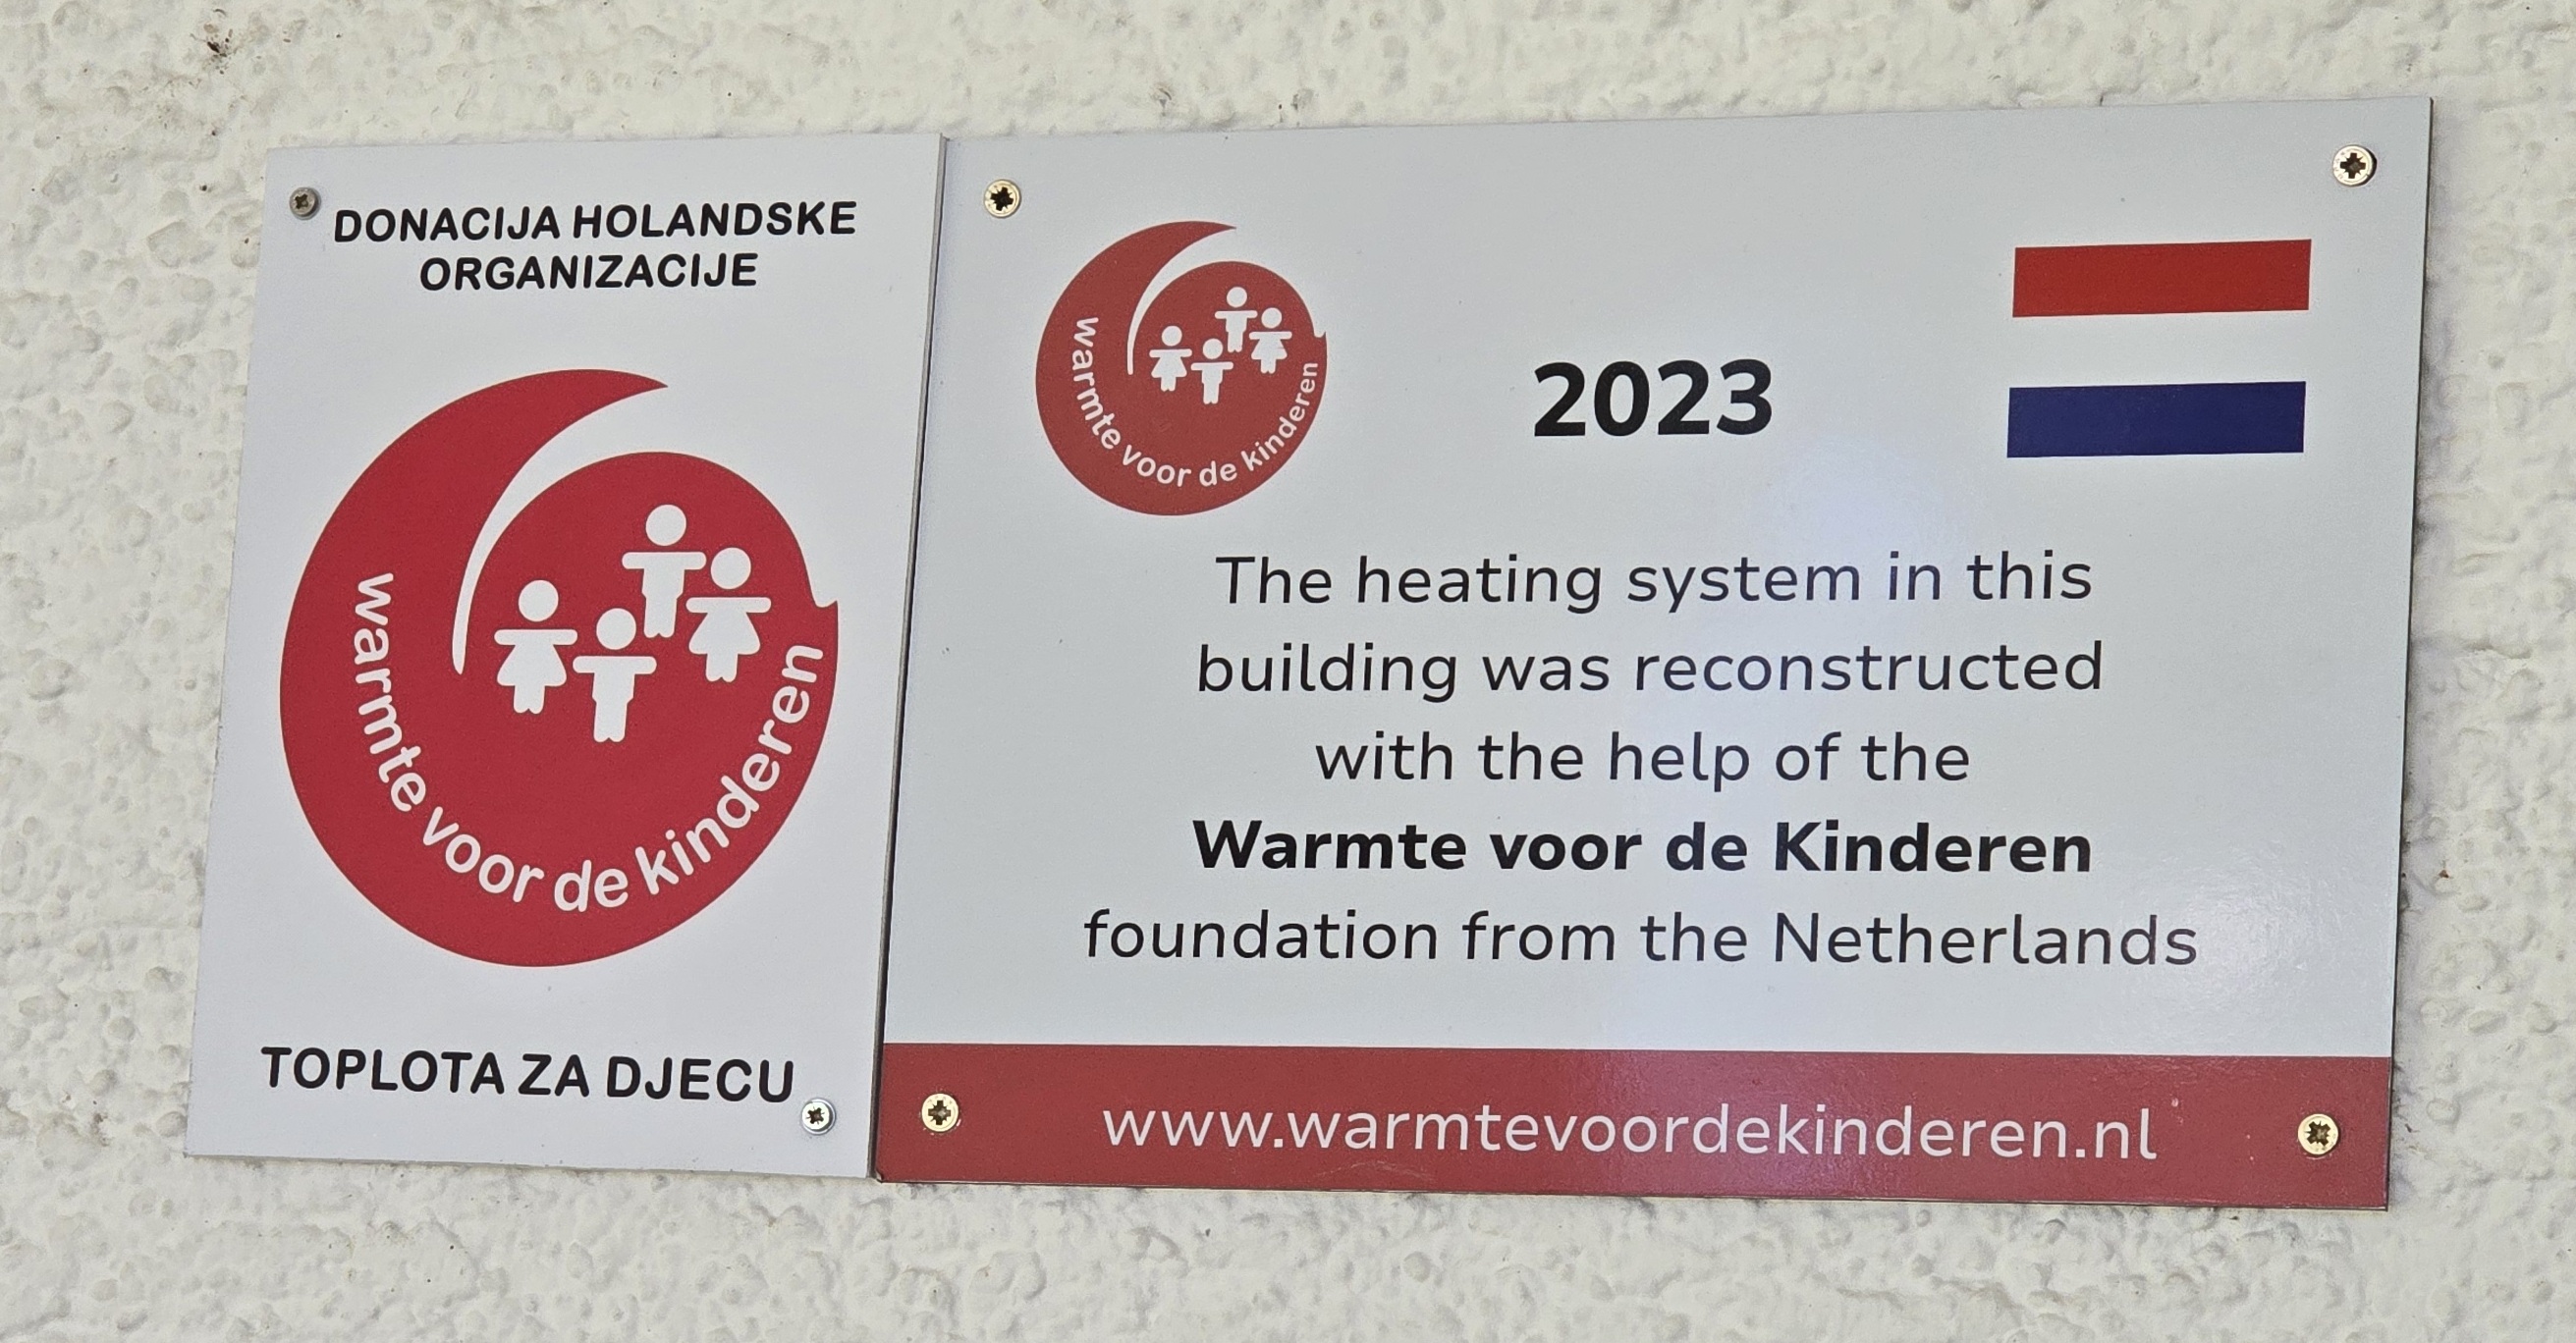 DONACIJA HOLANDSKE
ORGANIZACIJE
warmte voor de kinderen
TOPLOTA ZA DJECU
warmte voor de kinderen
2023
The heating system in this
building was reconstructed
with the help of the
Warmte voor de Kinderen
foundation from the Netherlands
www.warmtevoordekinderen.nl